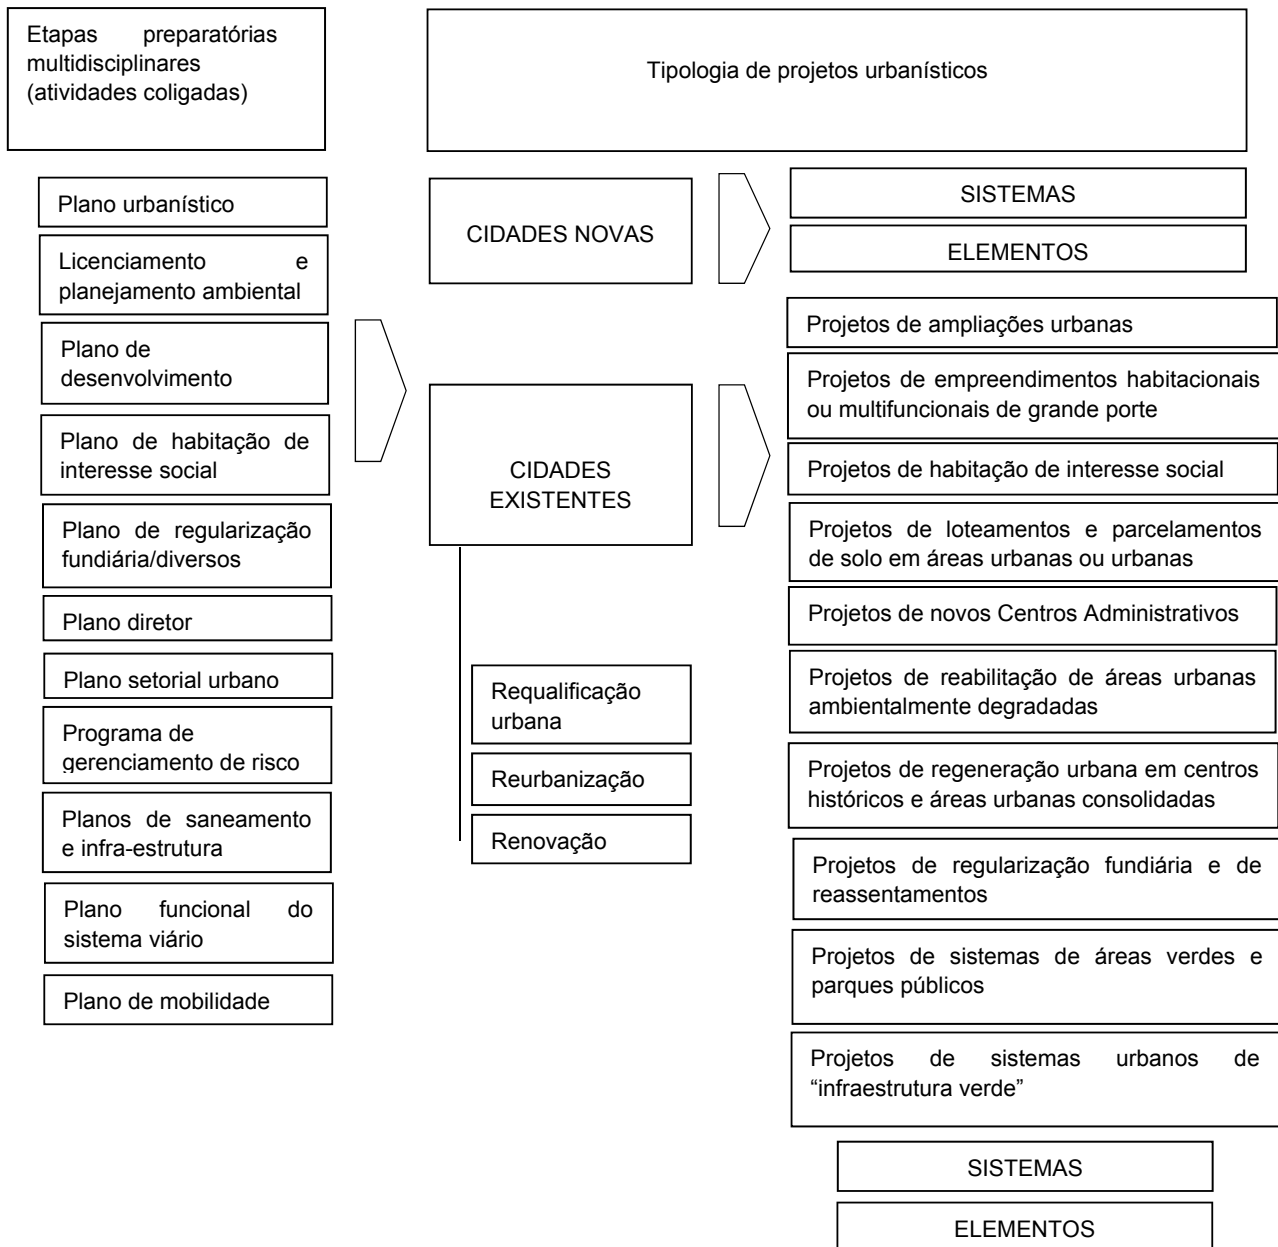 Etapas preparatórias
multidisciplinares
(atividades coligadas)
Tipologia de projetos urbanísticos
Plano urbanístico
Licenciamento e
planejamento ambiental
Plano de
desenvolvimento
Plano de habitação de
interesse social
Plano de regularização
fundiária/diversos
Plano diretor
Plano setorial urbano
Programa de
gerenciamento de risco
Planos de saneamento
e infra-estrutura
Plano funcional do
sistema viário
Plano de mobilidade
CIDADES NOVAS
CIDADES
EXISTENTES
Requalificação
urbana
Reurbanização
Renovação
SISTEMAS
ELEMENTOS
Projetos de ampliações urbanas
Projetos de empreendimentos habitacionais
ou multifuncionais de grande porte
Projetos de habitação de interesse social
Projetos de loteamentos e parcelamentos
de solo em áreas urbanas ou urbanas
Projetos de novos Centros Administrativos
Projetos de reabilitação de áreas urbanas
ambientalmente degradadas
Projetos de regeneração urbana em centros
históricos e áreas urbanas consolidadas
Projetos de regularização fundiária e de
reassentamentos
Projetos de sistemas de áreas verdes e
parques públicos
Projetos de sistemas urbanos de
“infraestrutura verde”
SISTEMAS
ELEMENTOS